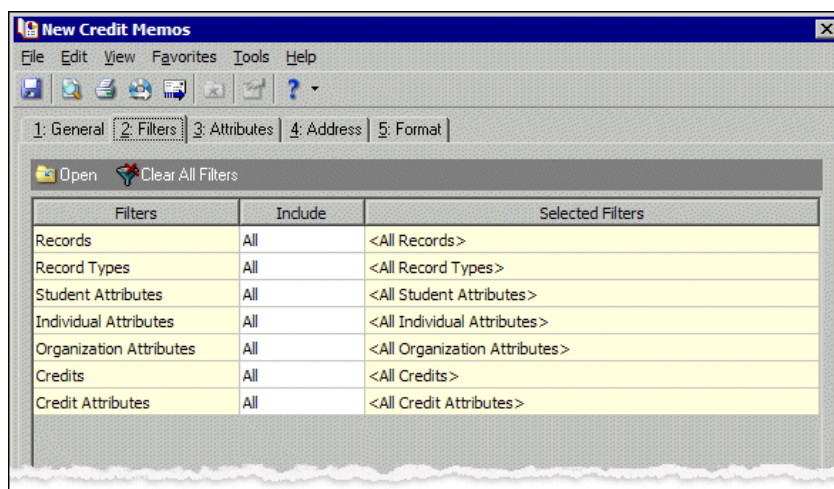 New Credit Memos
File Edit View Favorites Tools Help
1: General 2: Filters 3: Attributes 4: Address 5: Format
Open Clear All Filters
Filters Include Selected Filters
Records All <All Records>
Record Types All <All Record Types>
Student Attributes All <All Student Attributes>
Individual Attributes All <All Individual Attributes>
Organization Attributes All <All Organization Attributes>
Credits All <All Credits>
Credit Attributes All <All Credit Attributes>